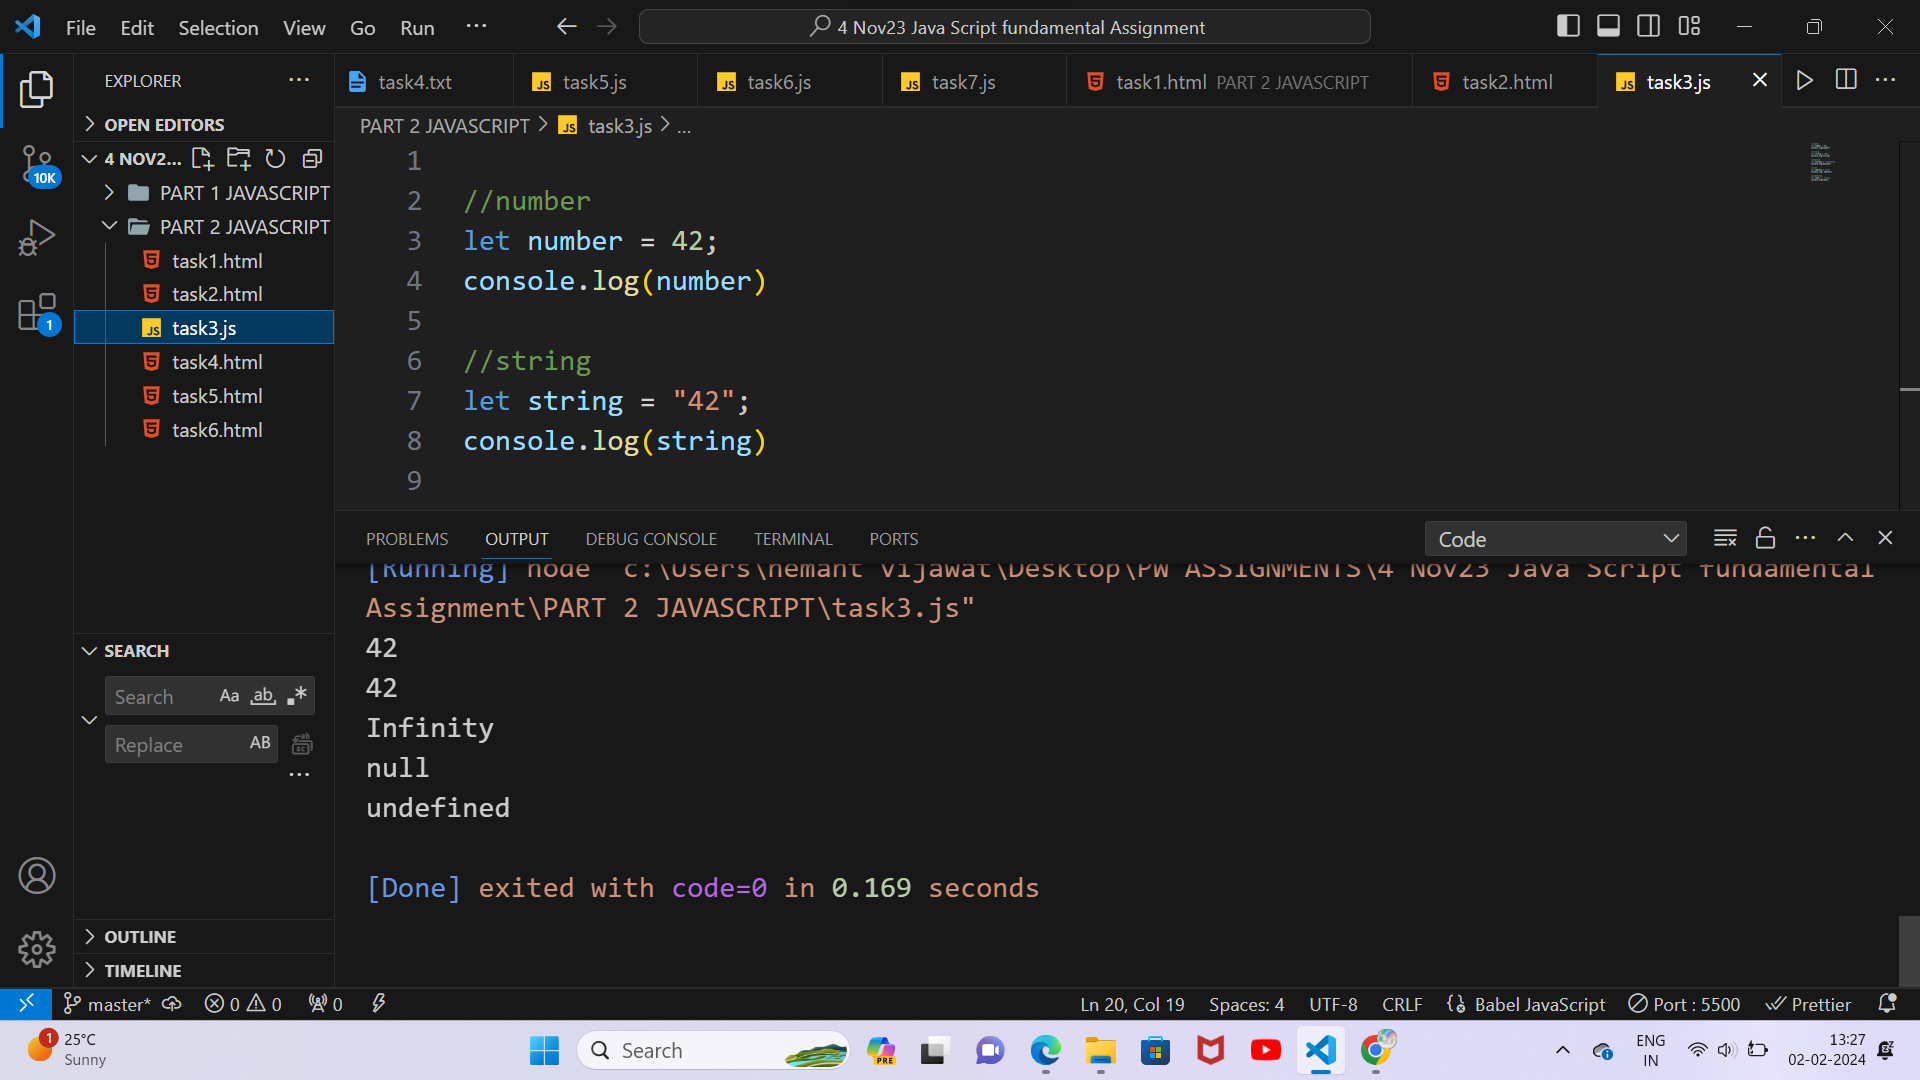 File Edit Selection View Go Run ···
4 Nov23 Java Script fundamental Assignment
EXPLORER
task4.txt
task5.js
task6.js
task7.js
task1.html PART 2 JAVASCRIPT
task2.html
task3.js
PART 2 JAVASCRIPT > task3.js > ...
OPEN EDITORS
4 NOV2...
PART 1 JAVASCRIPT
PART 2 JAVASCRIPT
task1.html
task2.html
task3.js
task4.html
task5.html
task6.html
10K
1
1
2 //number
3 let number = 42;
4 console.log(number)
5
6 //string
7 let string = "42";
8 console.log(string)
9
PROBLEMS OUTPUT DEBUG CONSOLE TERMINAL PORTS
Code
[Running] node "c:\Users\hemant vijawat\Desktop\PW ASSIGNMENTS\4 Nov23 Java Script fundamental
Assignment\PART 2 JAVASCRIPT\task3.js"
42
42
Infinity
null
undefined
[Done] exited with code=0 in 0.169 seconds
SEARCH
Search Aa ab .*
Replace AB
OUTLINE
TIMELINE
master* 0 0 0
Ln 20, Col 19 Spaces: 4 UTF-8 CRLF Babel JavaScript Port : 5500 Prettier
1
25°C
Sunny
Search
PRE
ENG
IN
13:27
02-02-2024